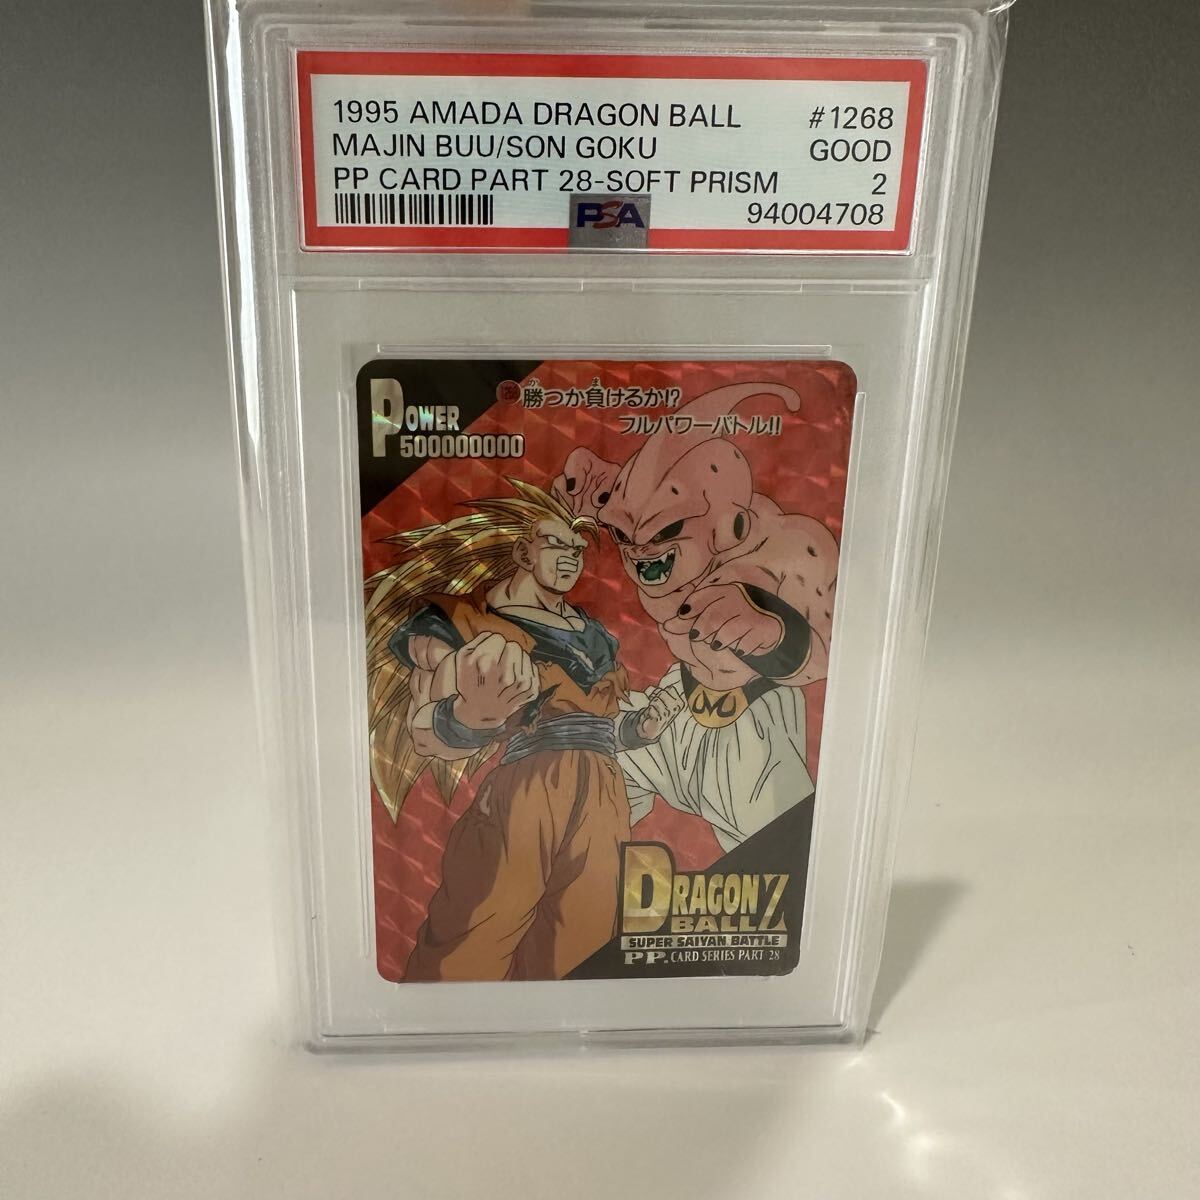 1995 AMADA DRAGON BALL #1268
MAJIN BUU/SON GOKU GOOD
PP CARD PART 28-SOFT PRISM 2
PSA 94004708
POWER
500000000
1268 勝つか負けるか!?
フルパワーバトル!!
DRAGON
BALL Z
SUPER SAIYAN BATTLE
PP. CARD SERIES PART 28